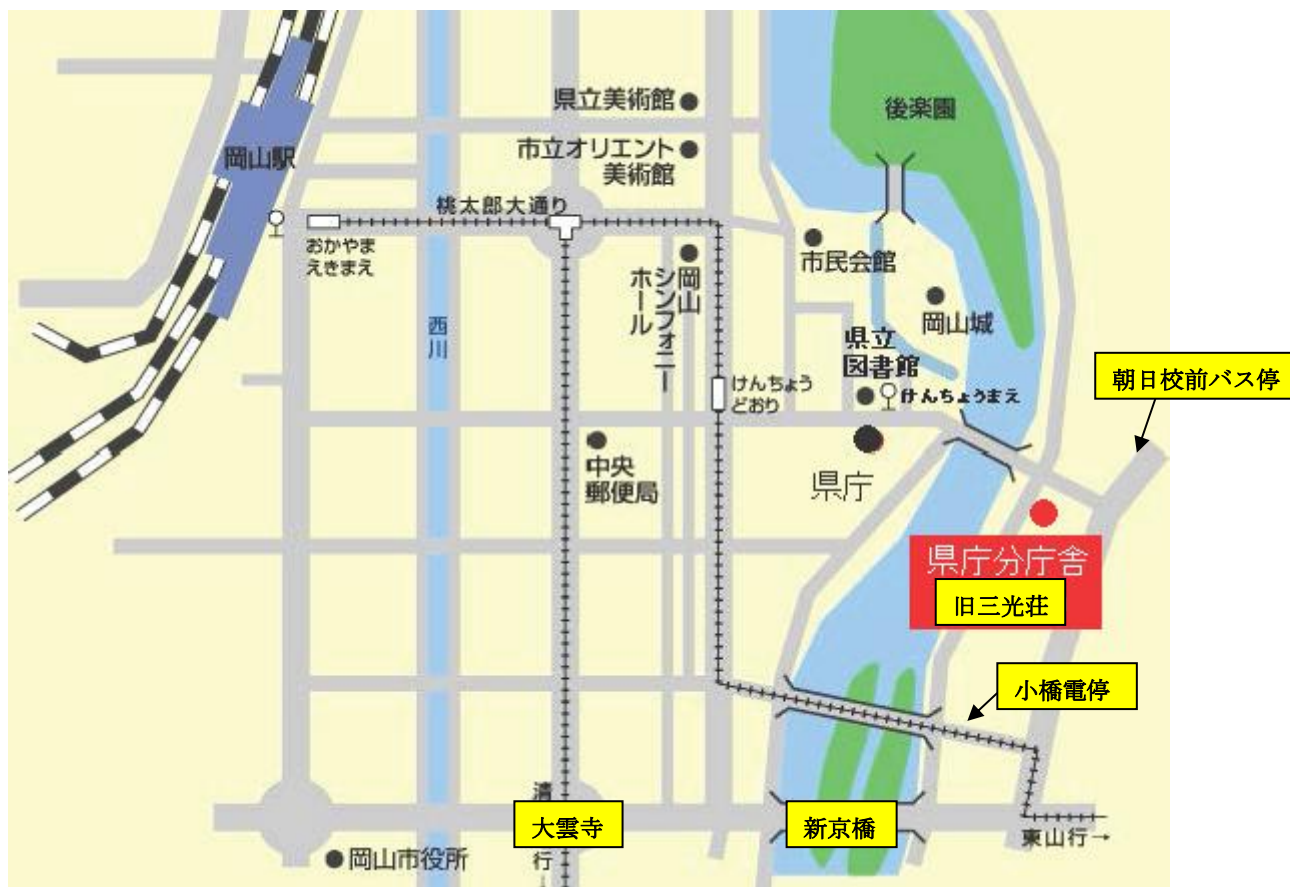 県立美術館
後楽園
市立オリエント
美術館
岡山駅
桃太郎大通り
おかやま
えきまえ
市民会館
岡山
シンフォニー
ホール
岡山城
西川
県立
図書館
けんちょう
どおり
けんちょうまえ
朝日校前バス停
中央
郵便局
県庁
県庁分庁舎
旧三光荘
小橋電停
清
行
↓
大雲寺
新京橋
東山行→
岡山市役所